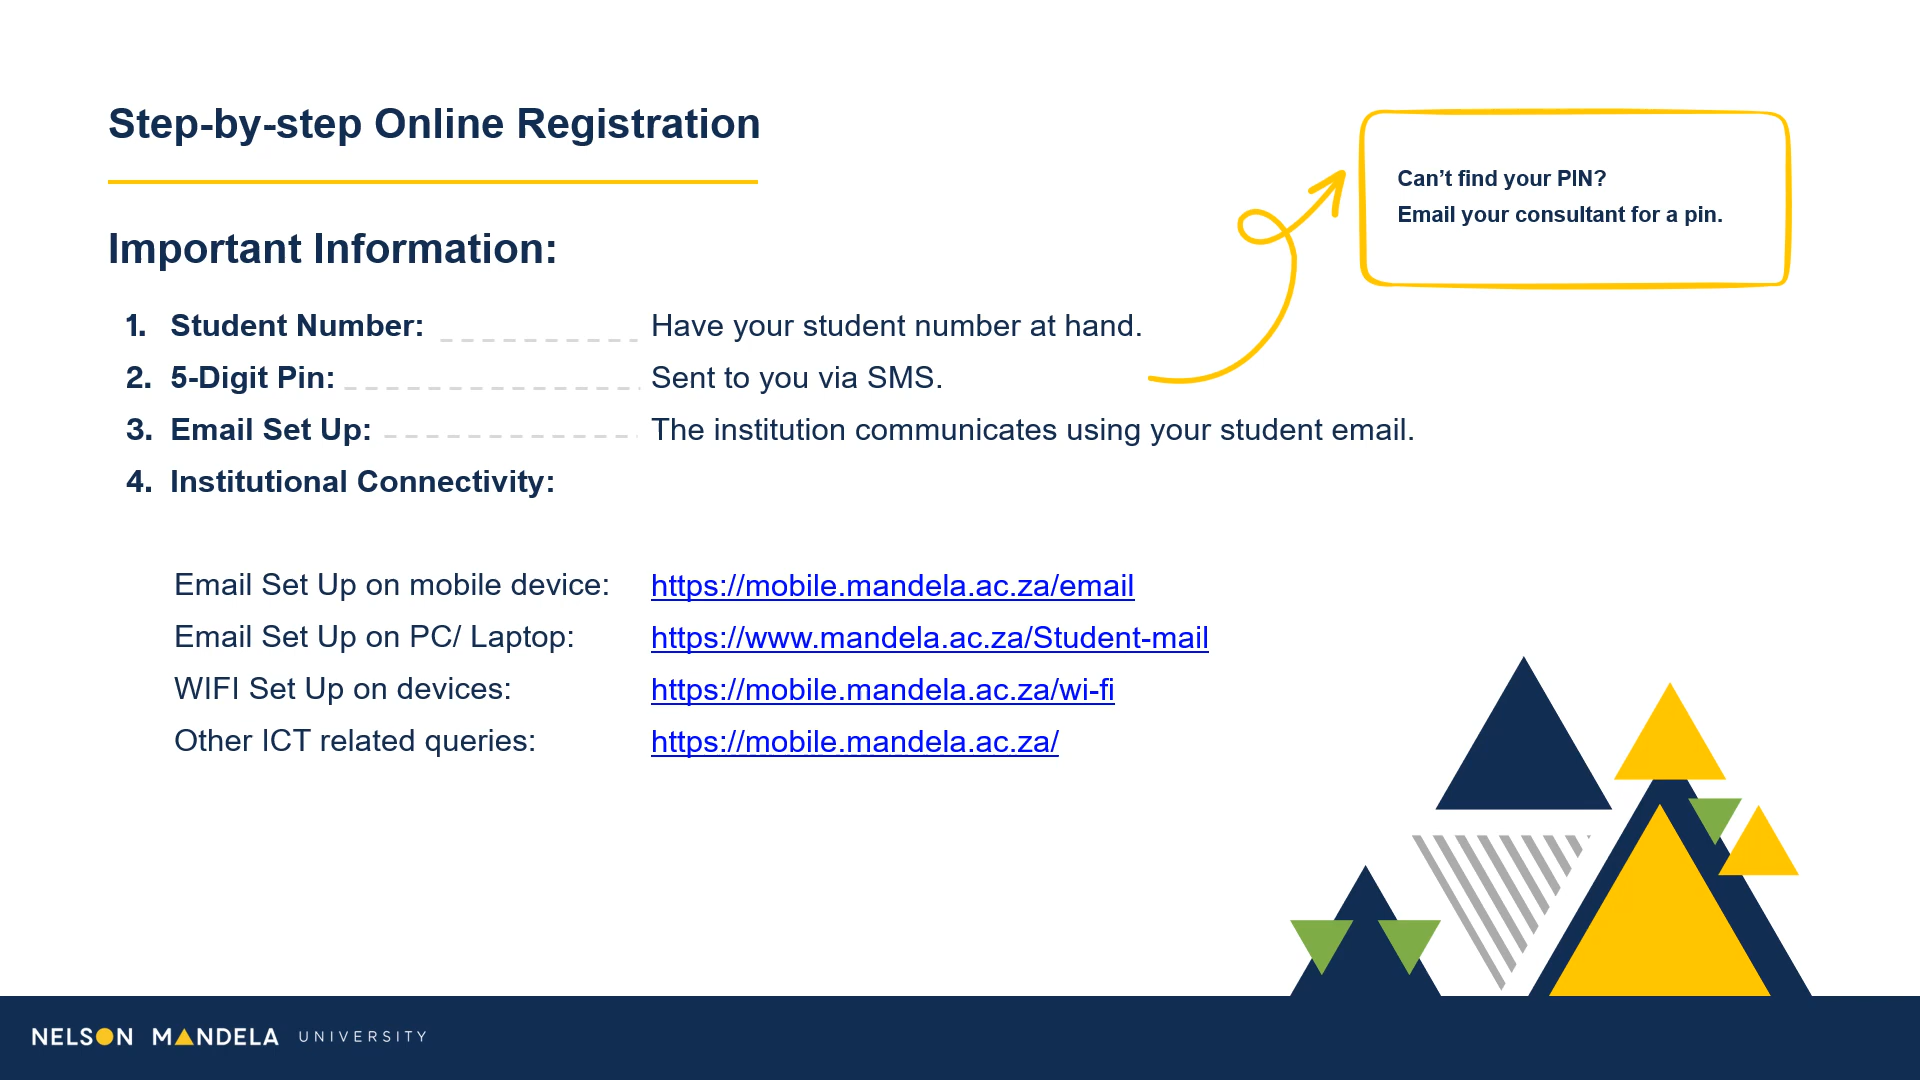 Step-by-step Online Registration
Can’t find your PIN?
Email your consultant for a pin.
Important Information:
1. Student Number: Have your student number at hand.
2. 5-Digit Pin: Sent to you via SMS.
3. Email Set Up: The institution communicates using your student email.
4. Institutional Connectivity:
Email Set Up on mobile device: https://mobile.mandela.ac.za/email
Email Set Up on PC/ Laptop: https://www.mandela.ac.za/Student-mail
WIFI Set Up on devices: https://mobile.mandela.ac.za/wi-fi
Other ICT related queries: https://mobile.mandela.ac.za/
NELSON MANDELA UNIVERSITY